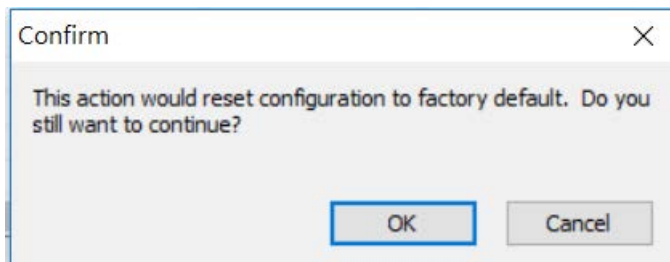 Confirm
This action would reset configuration to factory default.  Do you
still want to continue?
OK
Cancel